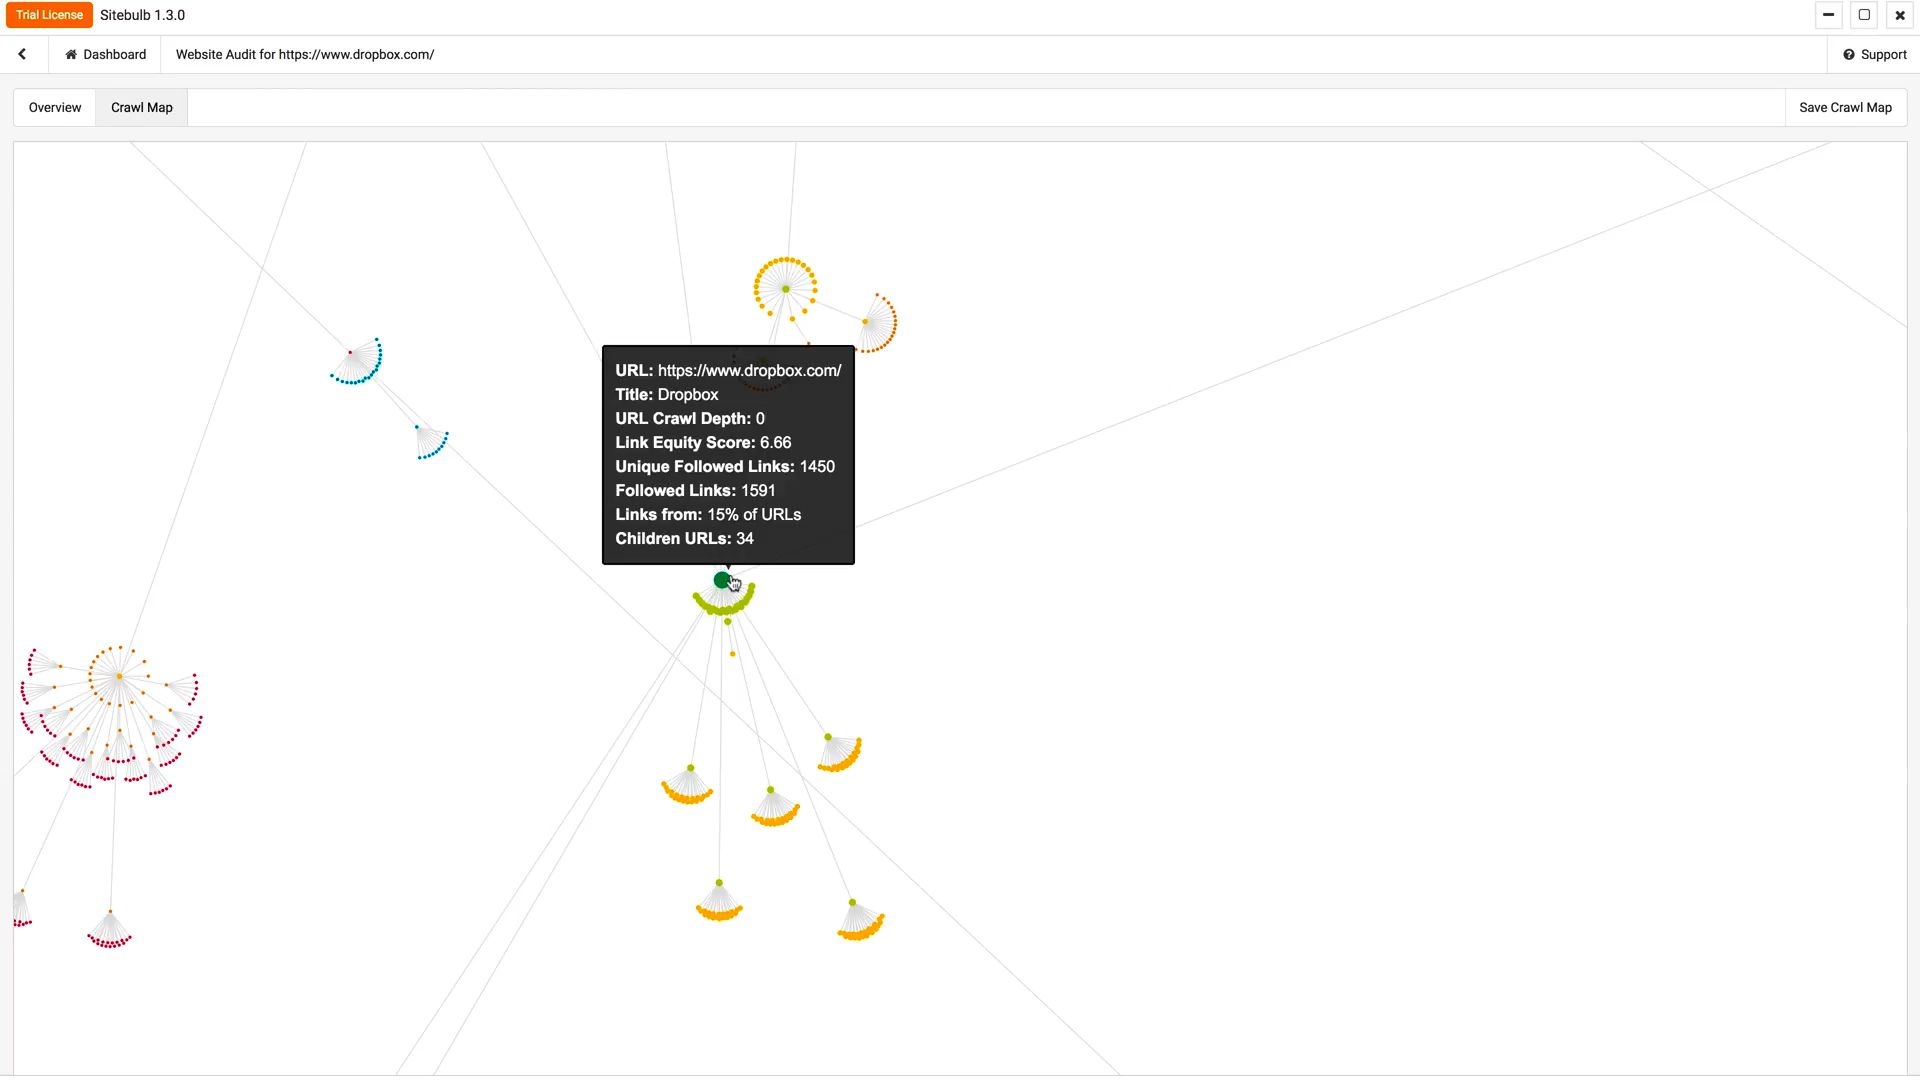 Trial License Sitebulb 1.3.0
Dashboard Website Audit for https://www.dropbox.com/ Support
Overview Crawl Map Save Crawl Map
URL: https://www.dropbox.com/
Title: Dropbox
URL Crawl Depth: 0
Link Equity Score: 6.66
Unique Followed Links: 1450
Followed Links: 1591
Links from: 15% of URLs
Children URLs: 34